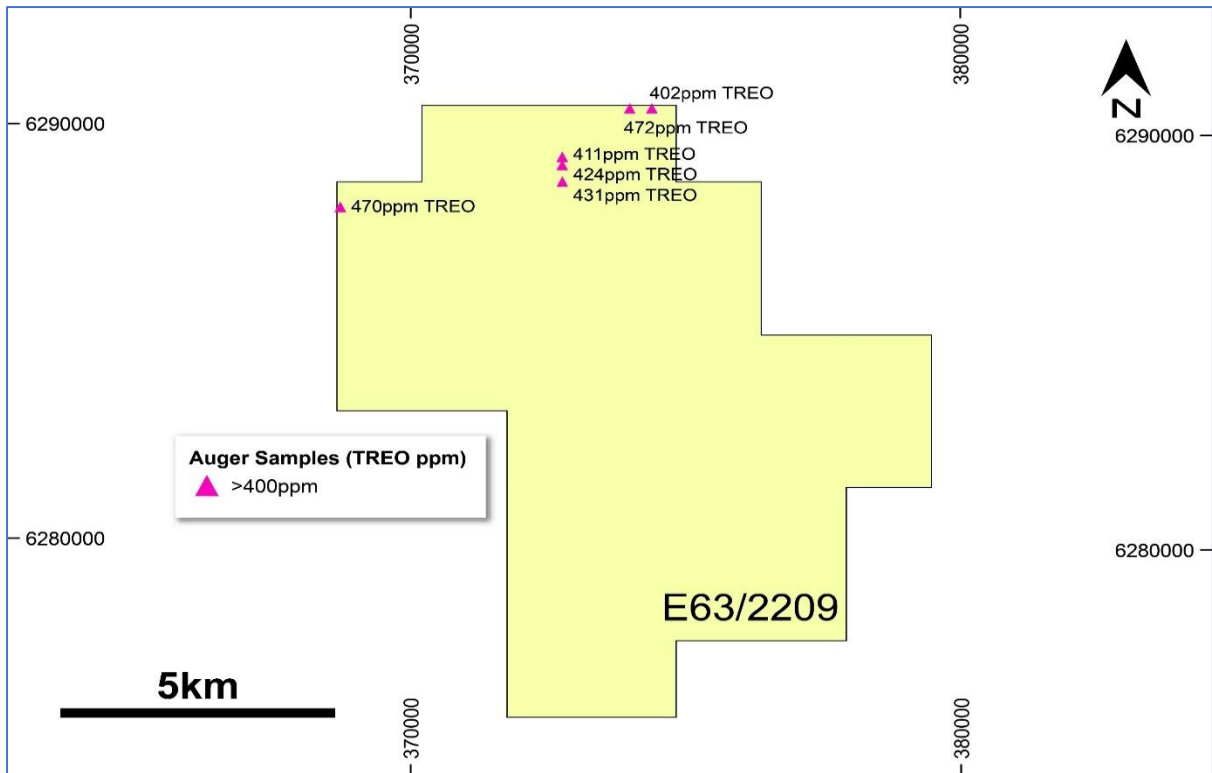 370000
380000
402ppm TREO
6290000
472ppm TREO
6290000
411ppm TREO
424ppm TREO
431ppm TREO
470ppm TREO
N
Auger Samples (TREO ppm)
>400ppm
6280000
6280000
E63/2209
5km
370000
380000